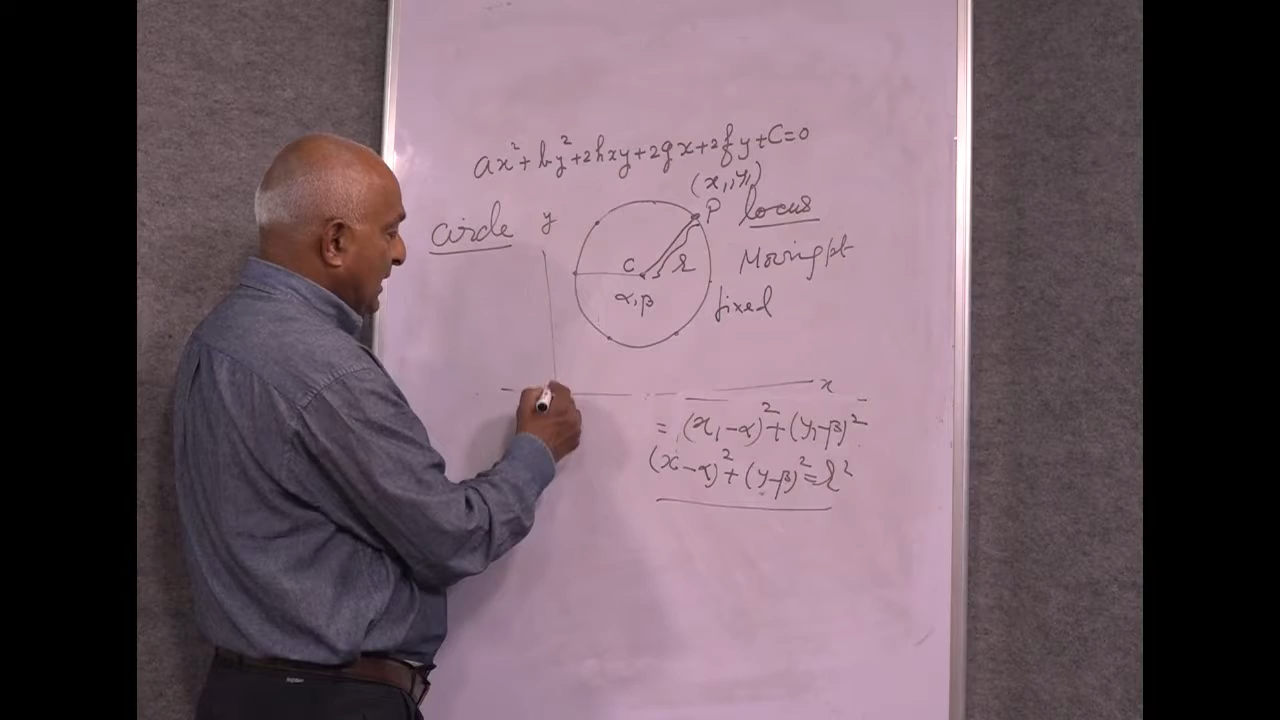 ax²+by²+2hxy+2gx+2fy+C=0
(x₁,y₁)
Circle y P locus
C r Moving pt
α,β fixed
x
= (x₁-α)²+(y₁-β)²
(x-α)²+(y-β)²=r²